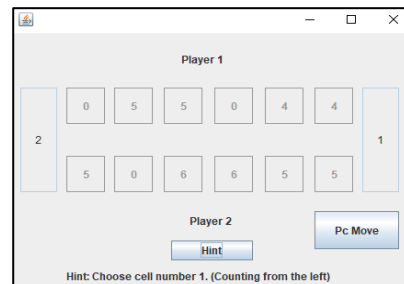 Player 1
0 5 5 0 4 4
2 1
5 0 6 6 5 5
Player 2
Pc Move
Hint
Hint: Choose cell number 1. (Counting from the left)